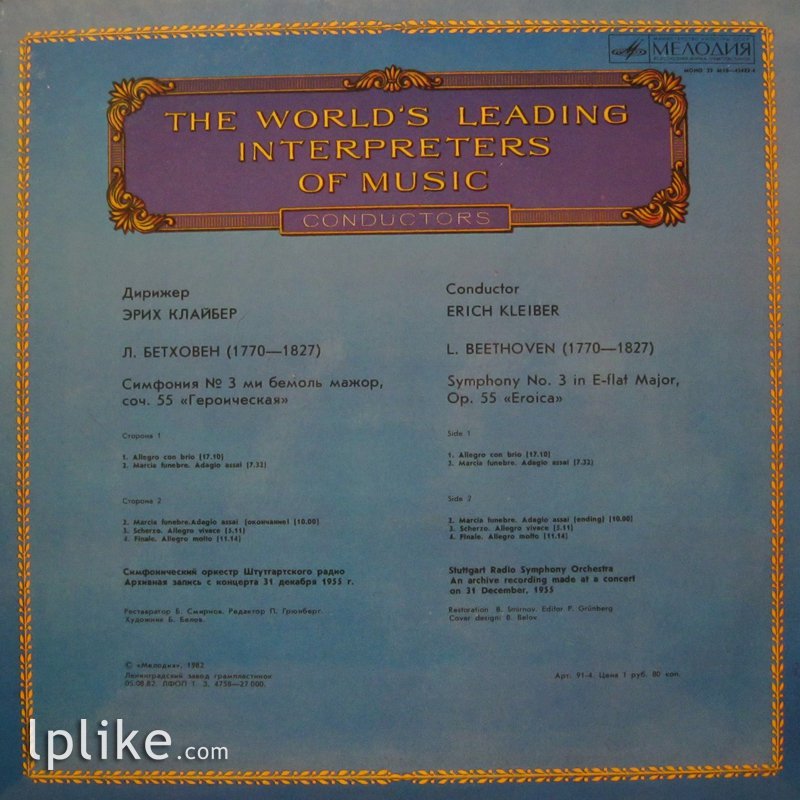 МЕЛОДИЯ
THE WORLD'S LEADING
INTERPRETERS
OF MUSIC
CONDUCTORS
Дирижер
ЭРИХ КЛАЙБЕР
Л. БЕТХОВЕН (1770—1827)
Симфония № 3 ми бемоль мажор,
соч. 55 «Героическая»
Сторона 1
1. Allegro con brio (17.10)
2. Marcia funebre. Adagio assai (7.32)
Сторона 2
2. Marcia funebre.Adagio assai (окончание) (10.00)
3. Scherzo. Allegro vivace (5.11)
4. Finale. Allegro molto (11.14)
Симфонический оркестр Штутгартского радио
Архивная запись с концерта 31 декабря 1955 г.
Реставратор Б. Смирнов. Редактор П. Грюнберг.
Художник Б. Белов.
Conductor
ERICH KLEIBER
L. BEETHOVEN (1770—1827)
Symphony No. 3 in E-flat Major,
Op. 55 «Eroica»
Side 1
1. Allegro con brio (17.10)
2. Marcia funebre. Adagio assai (7.32)
Side 2
2. Marcia funebre. Adagio assai (ending) (10.00)
3. Scherzo. Allegro vivace (5.11)
4. Finale. Allegro molto (11.14)
Stuttgart Radio Symphony Orchestra
An archive recording made at a concert
on 31 December, 1955
Restoration B. Smirnov. Editor P. Grünberg
Cover design: B. Belov
© «Мелодия», 1982
Ленинградский завод грампластинок
05.08.82. ЛФОП Т. 3. 4758—27 000.
Арт. 91-4. Цена 1 руб. 80 коп.
lplike.com